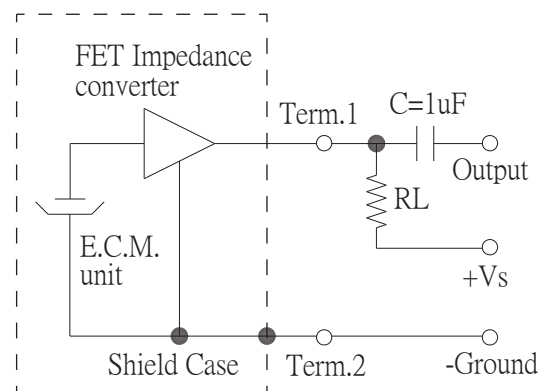 FET Impedance
converter
Term.1
C=1uF
Output
RL
E.C.M.
unit
+Vs
Shield Case
Term.2
-Ground